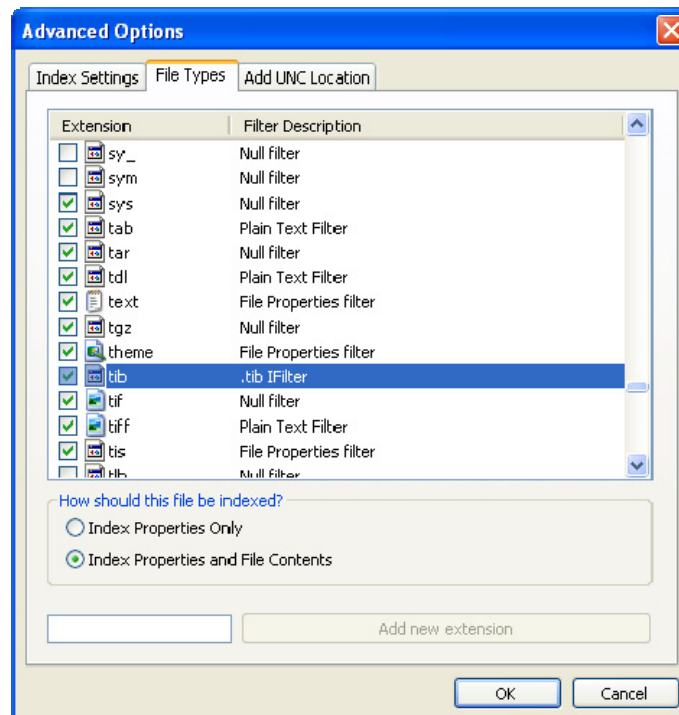 Advanced Options
Index Settings File Types Add UNC Location
Extension Filter Description
sy_ Null filter
sym Null filter
sys Null filter
tab Plain Text Filter
tar Null filter
tdl Plain Text Filter
text File Properties filter
tgz Null filter
theme File Properties filter
tib .tib IFilter
tif Null filter
tiff Plain Text Filter
tis File Properties filter
tlb Null filter
How should this file be indexed?
Index Properties Only
Index Properties and File Contents
Add new extension
OK Cancel